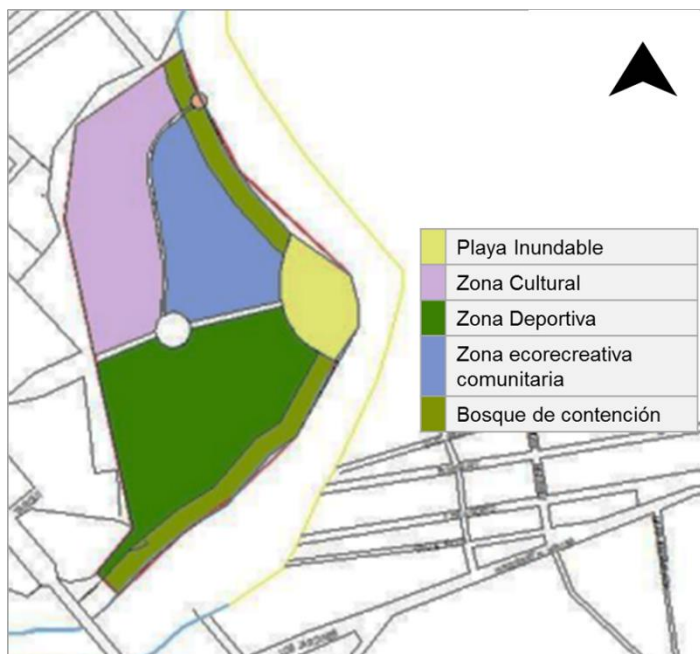 Playa Inundable
Zona Cultural
Zona Deportiva
Zona ecorecreativa
comunitaria
Bosque de contención